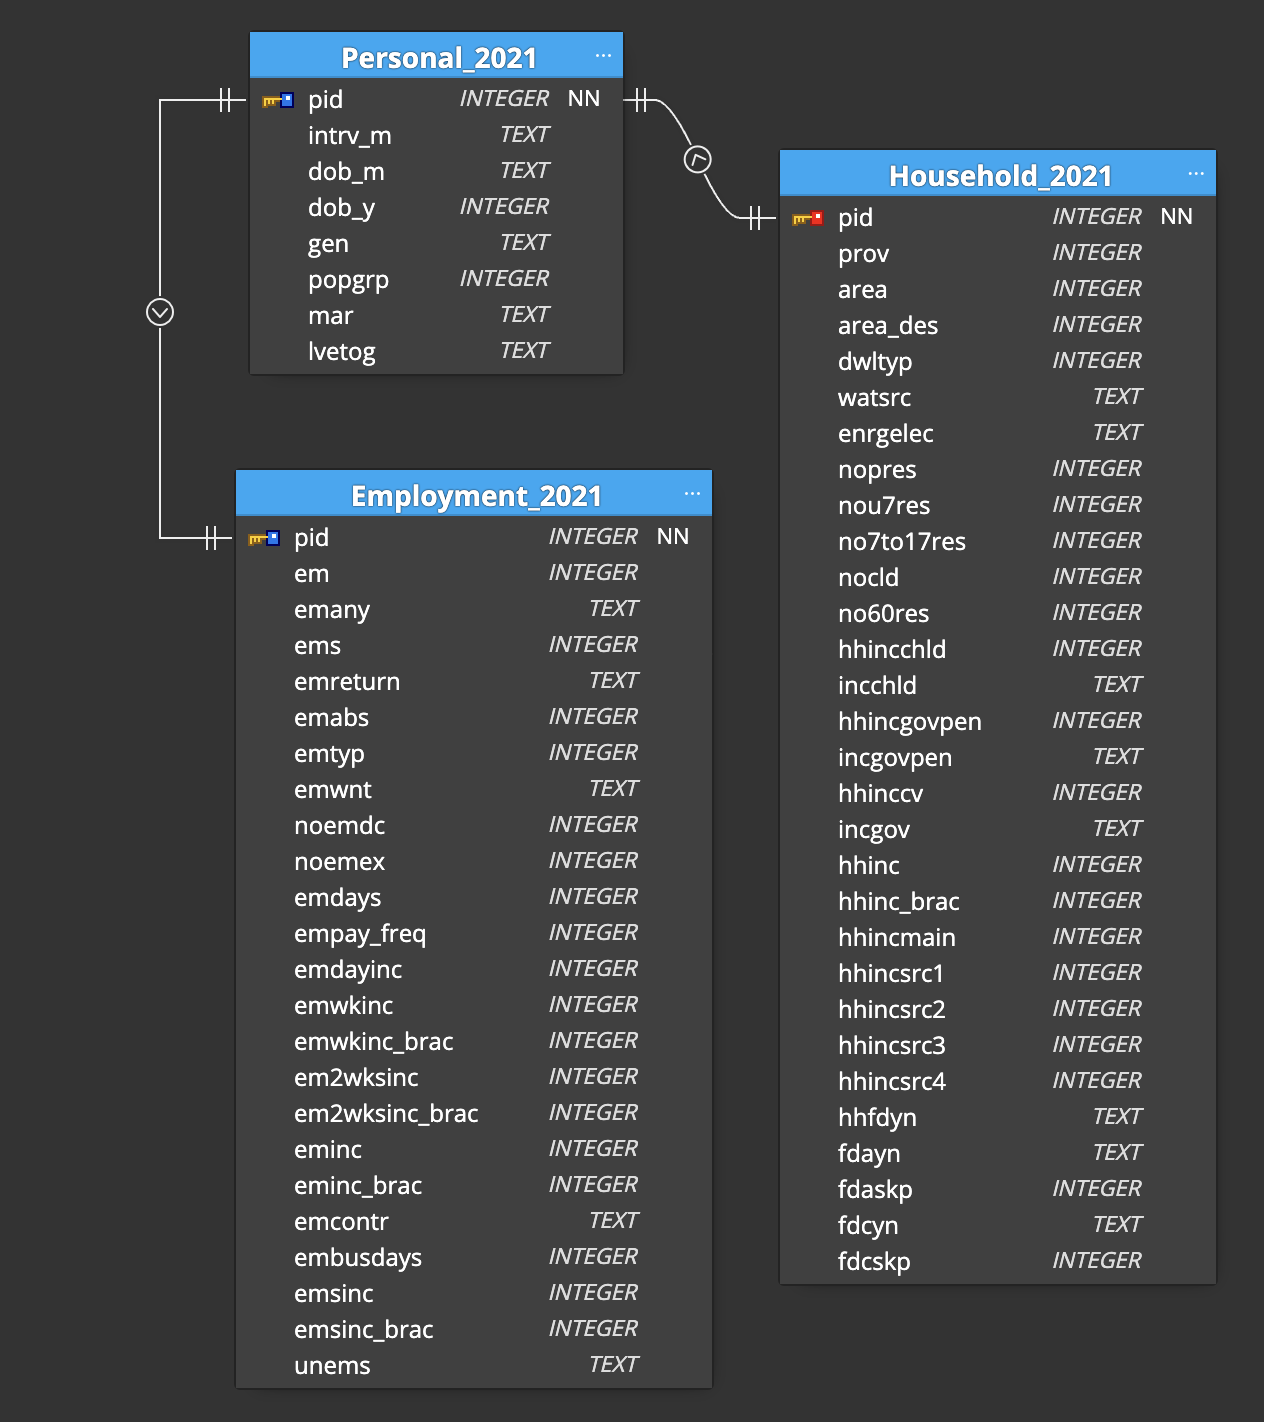 Personal_2021 ...
pid INTEGER NN
intrv_m TEXT
dob_m TEXT
dob_y INTEGER
gen TEXT
popgrp INTEGER
mar TEXT
lvetog TEXT
Household_2021 ...
pid INTEGER NN
prov INTEGER
area INTEGER
area_des INTEGER
dwltyp INTEGER
watsrc TEXT
enrgelec TEXT
nopres INTEGER
nou7res INTEGER
no7to17res INTEGER
nocld INTEGER
no60res INTEGER
hhincchld INTEGER
incchld TEXT
hhincgovpen INTEGER
incgovpen TEXT
hhinccv INTEGER
incgov TEXT
hhinc INTEGER
hhinc_brac INTEGER
hhincmain INTEGER
hhincsrc1 INTEGER
hhincsrc2 INTEGER
hhincsrc3 INTEGER
hhincsrc4 INTEGER
hhfdyn TEXT
fdayn TEXT
fdaskp INTEGER
fdcyn TEXT
fdcskp INTEGER
Employment_2021 ...
pid INTEGER NN
em INTEGER
emany TEXT
ems INTEGER
emreturn TEXT
emabs INTEGER
emtyp INTEGER
emwnt TEXT
noemdc INTEGER
noemex INTEGER
emdays INTEGER
empay_freq INTEGER
emdayinc INTEGER
emwkinc INTEGER
emwkinc_brac INTEGER
em2wksinc INTEGER
em2wksinc_brac INTEGER
eminc INTEGER
eminc_brac INTEGER
emcontr TEXT
embusdays INTEGER
emsinc INTEGER
emsinc_brac INTEGER
unems TEXT